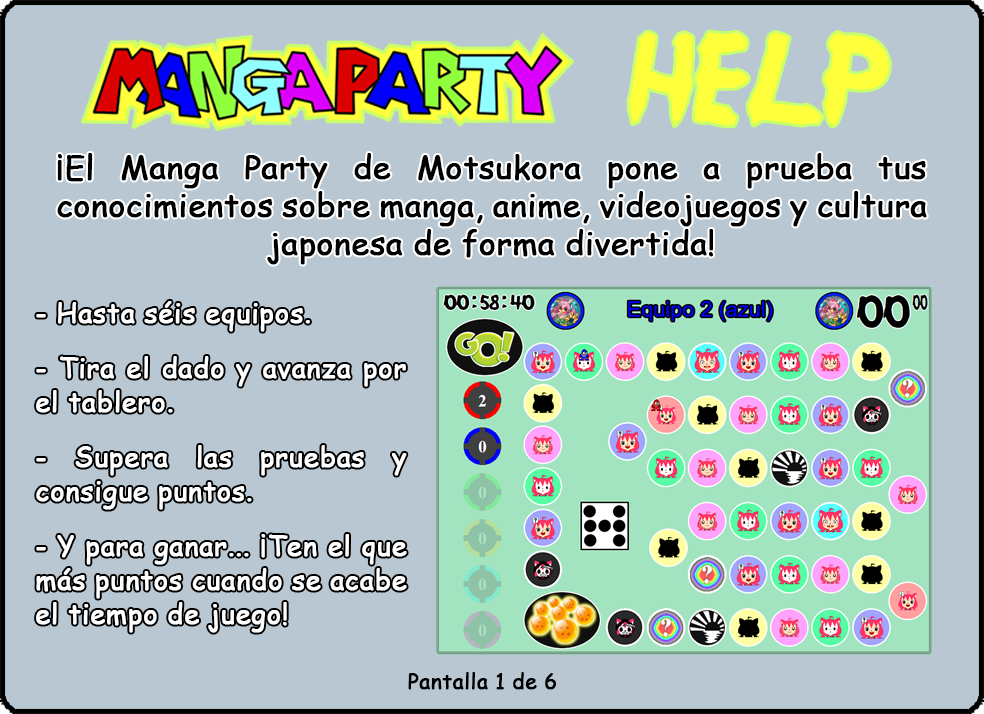 MANGA PARTY HELP
¡El Manga Party de Motsukora pone a prueba tus
conocimientos sobre manga, anime, videojuegos y cultura
japonesa de forma divertida!
- Hasta séis equipos.
- Tira el dado y avanza por
el tablero.
- Supera las pruebas y
consigue puntos.
- Y para ganar... ¡Ten el que
más puntos cuando se acabe
el tiempo de juego!
00:58:40 Equipo 2 (azul) 00 00
GO!
2
0
0
0
0
0
Pantalla 1 de 6